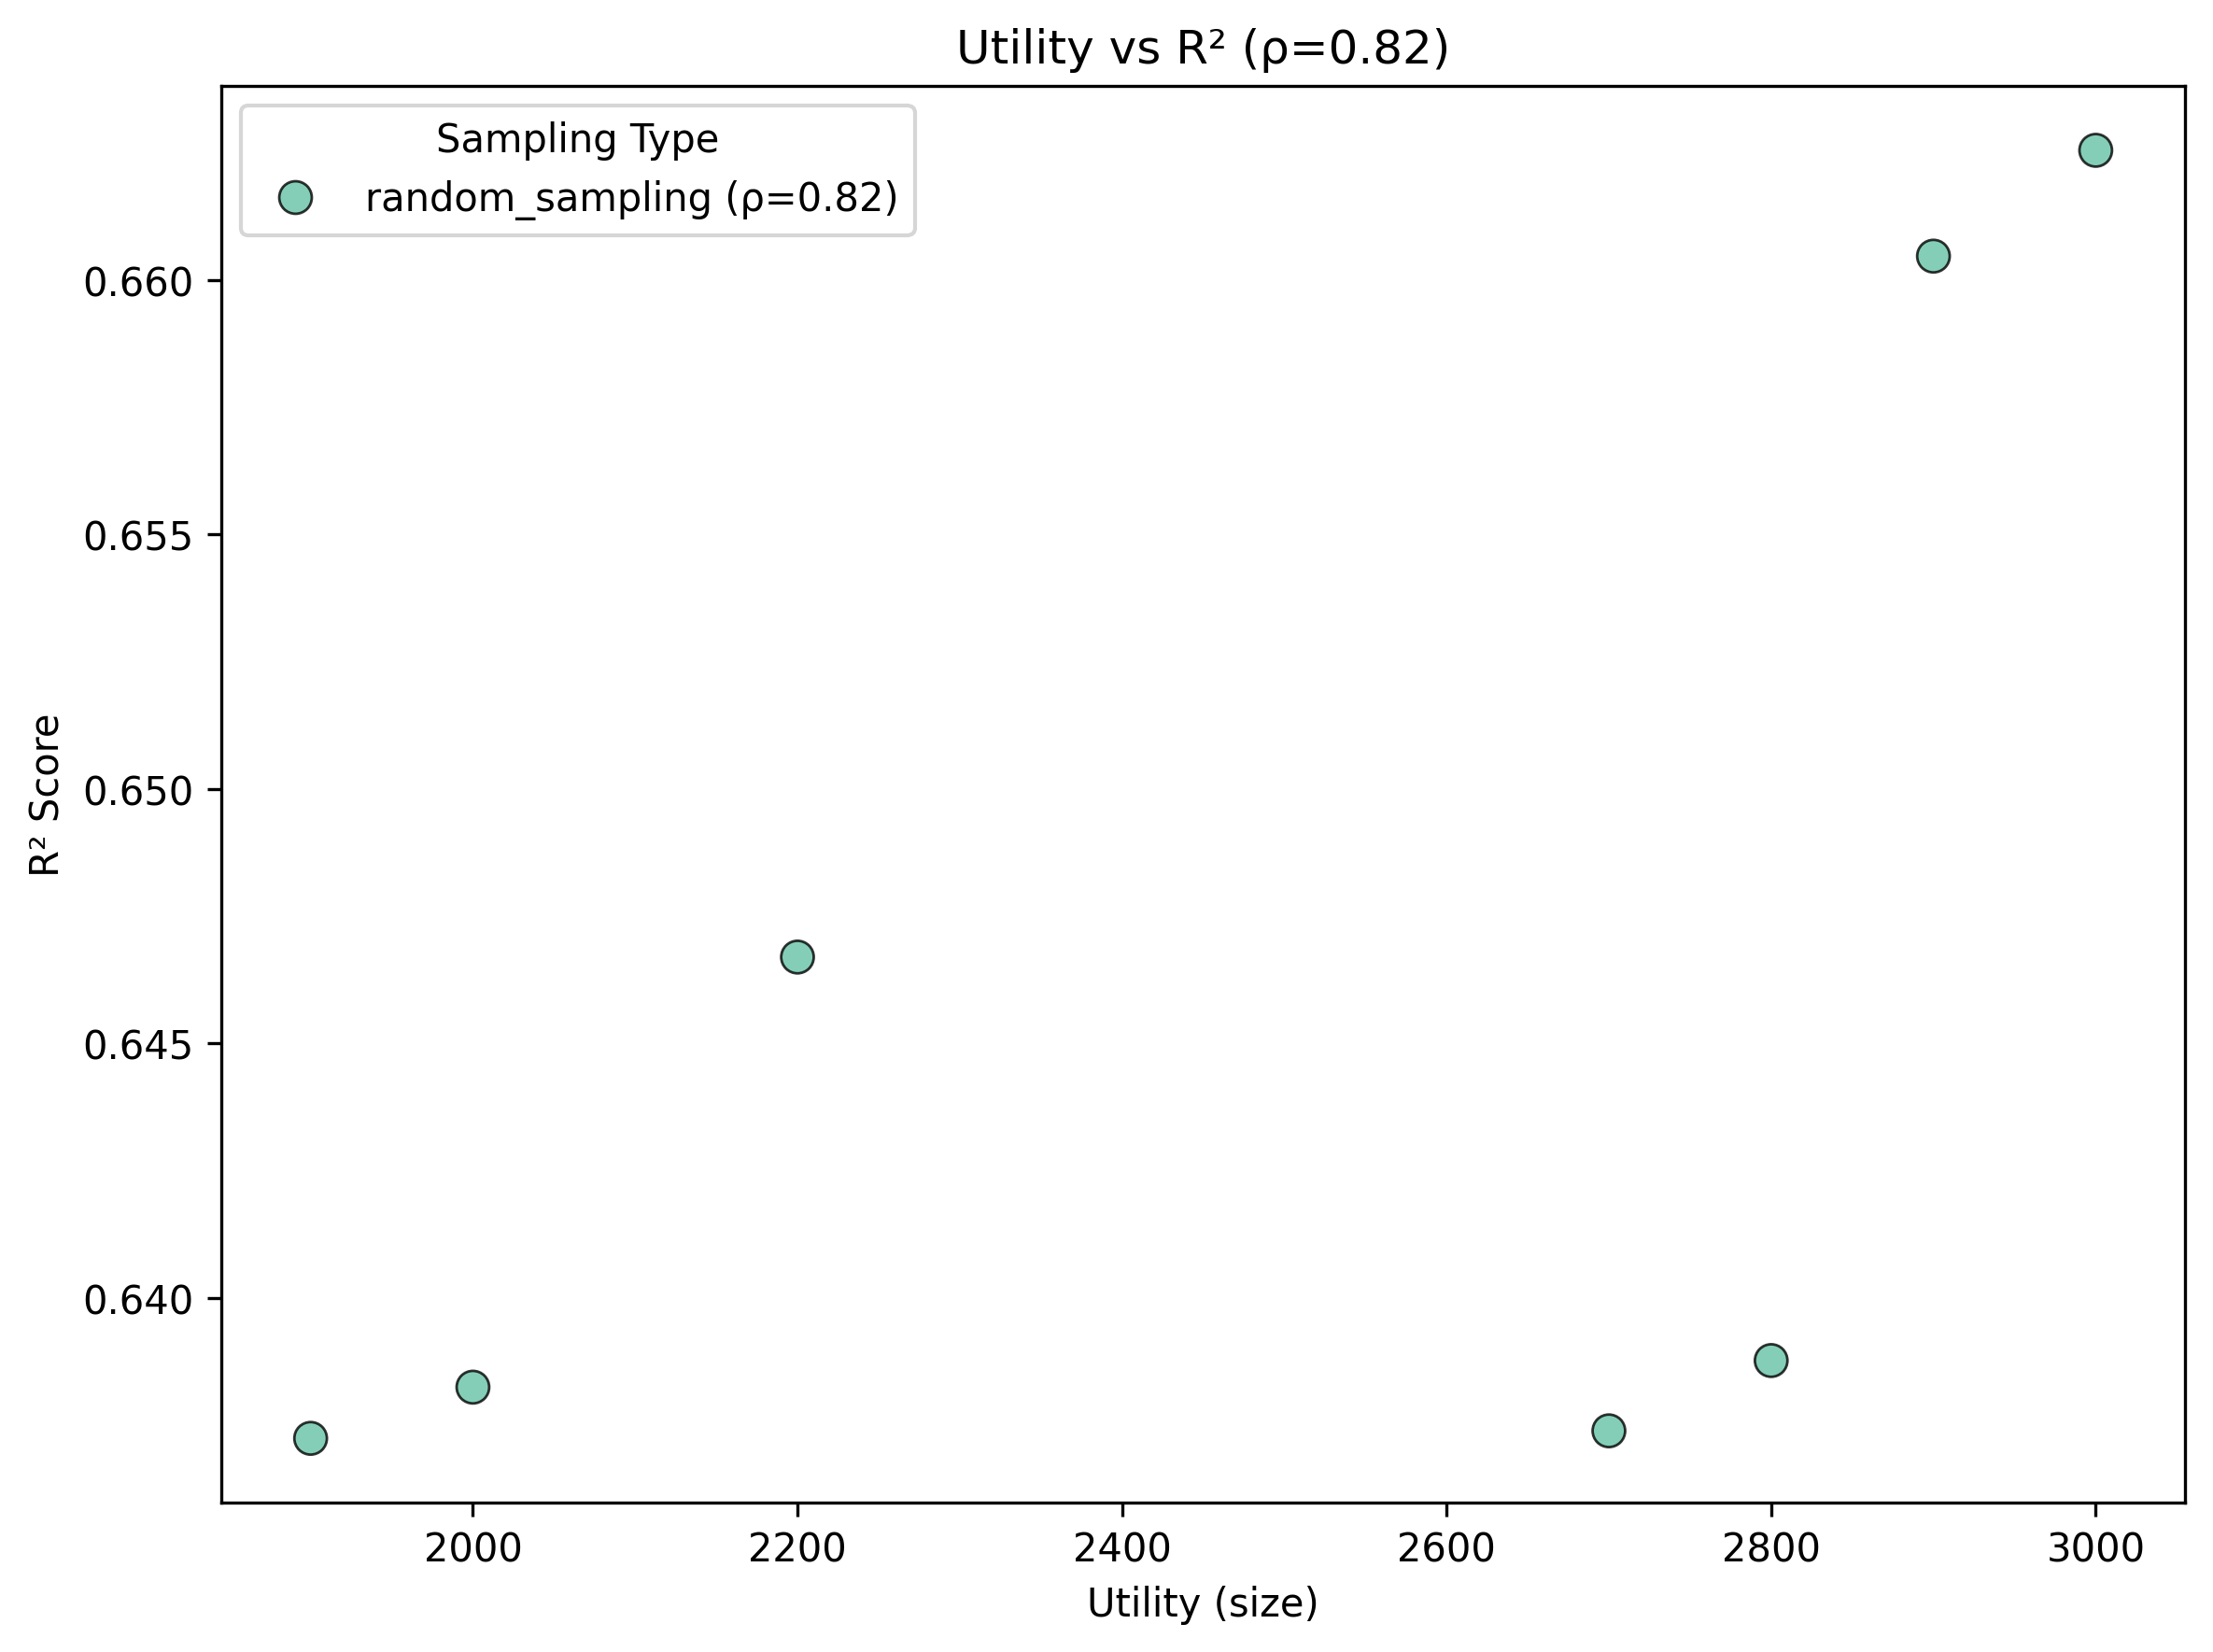 Utility vs R² (ρ=0.82)
Sampling Type
random_sampling (ρ=0.82)
0.660
0.655
0.650
0.645
0.640
R² Score
2000 2200 2400 2600 2800 3000
Utility (size)